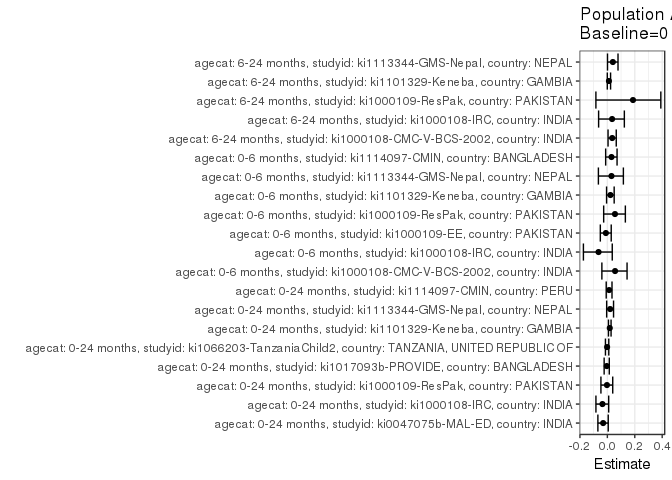 Population
Baseline=0
agecat: 6-24 months, studyid: ki1113344-GMS-Nepal, country: NEPAL
agecat: 6-24 months, studyid: ki1101329-Keneba, country: GAMBIA
agecat: 6-24 months, studyid: ki1000109-ResPak, country: PAKISTAN
agecat: 6-24 months, studyid: ki1000108-IRC, country: INDIA
agecat: 6-24 months, studyid: ki1000108-CMC-V-BCS-2002, country: INDIA
agecat: 0-6 months, studyid: ki1114097-CMIN, country: BANGLADESH
agecat: 0-6 months, studyid: ki1113344-GMS-Nepal, country: NEPAL
agecat: 0-6 months, studyid: ki1101329-Keneba, country: GAMBIA
agecat: 0-6 months, studyid: ki1000109-ResPak, country: PAKISTAN
agecat: 0-6 months, studyid: ki1000109-EE, country: PAKISTAN
agecat: 0-6 months, studyid: ki1000108-IRC, country: INDIA
agecat: 0-6 months, studyid: ki1000108-CMC-V-BCS-2002, country: INDIA
agecat: 0-24 months, studyid: ki1114097-CMIN, country: PERU
agecat: 0-24 months, studyid: ki1113344-GMS-Nepal, country: NEPAL
agecat: 0-24 months, studyid: ki1101329-Keneba, country: GAMBIA
agecat: 0-24 months, studyid: ki1066203-TanzaniaChild2, country: TANZANIA, UNITED REPUBLIC OF
agecat: 0-24 months, studyid: ki1017093b-PROVIDE, country: BANGLADESH
agecat: 0-24 months, studyid: ki1000109-ResPak, country: PAKISTAN
agecat: 0-24 months, studyid: ki1000108-IRC, country: INDIA
agecat: 0-24 months, studyid: ki0047075b-MAL-ED, country: INDIA
-0.2 0.0 0.2 0.4
Estimate